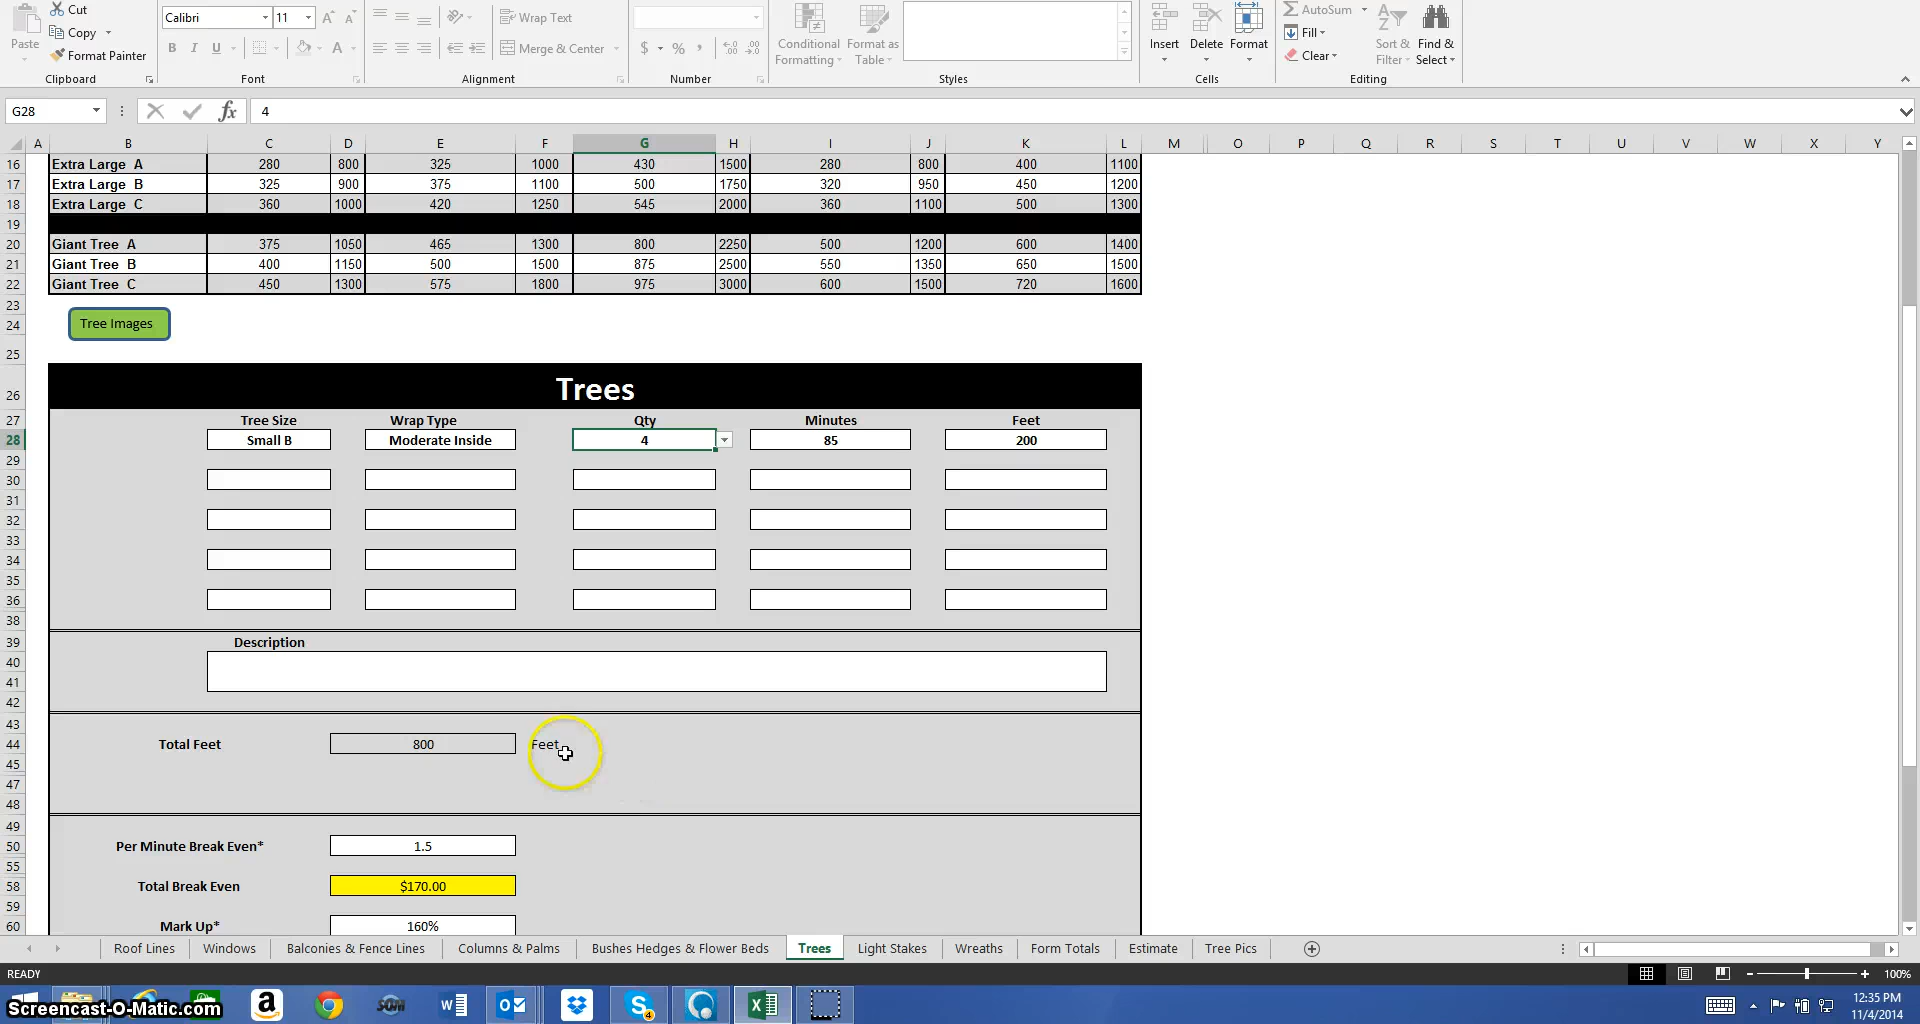 Cut
Calibri 11 Wrap Text AutoSum
Copy Fill
Paste Format Painter B I U A Merge & Center $ % Conditional Formatting Format as Table Insert Delete Format Clear Sort & Filter Find & Select
Clipboard Font Alignment Number Styles Cells Editing
G28 fx 4
A B C D E F G H I J K L M O P Q R S T U V W X Y
16 Extra Large A 280 800 325 1000 430 1500 280 800 400 1100
17 Extra Large B 325 900 375 1100 500 1750 320 950 450 1200
18 Extra Large C 360 1000 420 1250 545 2000 360 1100 500 1300
19
20 Giant Tree A 375 1050 465 1300 800 2250 500 1200 600 1400
21 Giant Tree B 400 1150 500 1500 875 2500 550 1350 650 1500
22 Giant Tree C 450 1300 575 1800 975 3000 600 1500 720 1600
23
24 Tree Images
25
26 Trees
27 Tree Size Wrap Type Qty Minutes Feet
28 Small B Moderate Inside 4 85 200
29
30
31
32
33
34
35
36
38
39 Description
40
41
42
43
44 Total Feet 800 Feet
45
47
48
49
50 Per Minute Break Even* 1.5
55
58 Total Break Even $170.00
59
60 Mark Up* 160%
Roof Lines Windows Balconies & Fence Lines Columns & Palms Bushes Hedges & Flower Beds Trees Light Stakes Wreaths Form Totals Estimate Tree Pics
READY 100%
Screencast-O-Matic.com
12:35 PM
11/4/2014